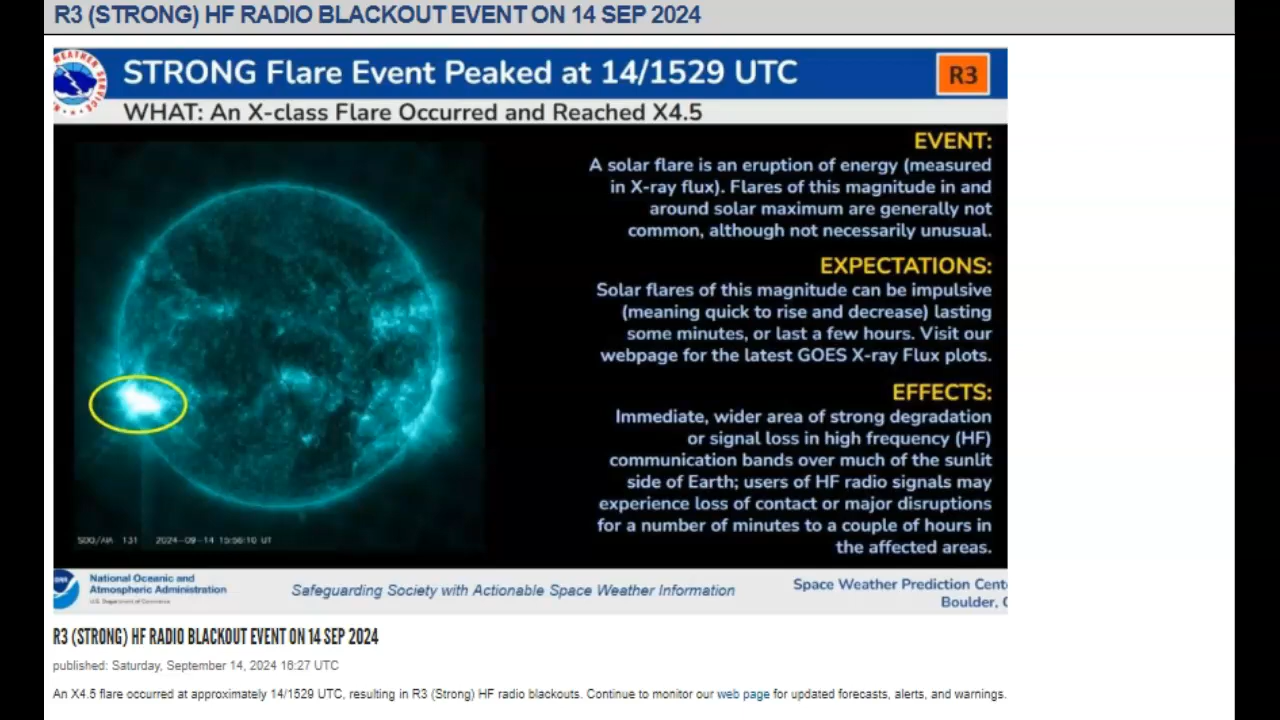 R3 (STRONG) HF RADIO BLACKOUT EVENT ON 14 SEP 2024
STRONG Flare Event Peaked at 14/1529 UTC
R3
WHAT: An X-class Flare Occurred and Reached X4.5
EVENT:
A solar flare is an eruption of energy (measured
in X-ray flux). Flares of this magnitude in and
around solar maximum are generally not
common, although not necessarily unusual.
EXPECTATIONS:
Solar flares of this magnitude can be impulsive
(meaning quick to rise and decrease) lasting
some minutes, or last a few hours. Visit our
webpage for the latest GOES X-ray Flux plots.
EFFECTS:
Immediate, wider area of strong degradation
or signal loss in high frequency (HF)
communication bands over much of the sunlit
side of Earth; users of HF radio signals may
experience loss of contact or major disruptions
for a number of minutes to a couple of hours in
the affected areas.
SDO/AIA 131 2024-09-14 15:56:10 UT
National Oceanic and
Atmospheric Administration
U.S. Department of Commerce
Safeguarding Society with Actionable Space Weather Information
Space Weather Prediction Cent
Boulder,
R3 (STRONG) HF RADIO BLACKOUT EVENT ON 14 SEP 2024
published: Saturday, September 14, 2024 16:27 UTC
An X4.5 flare occurred at approximately 14/1529 UTC, resulting in R3 (Strong) HF radio blackouts. Continue to monitor our web page for updated forecasts, alerts, and warnings.